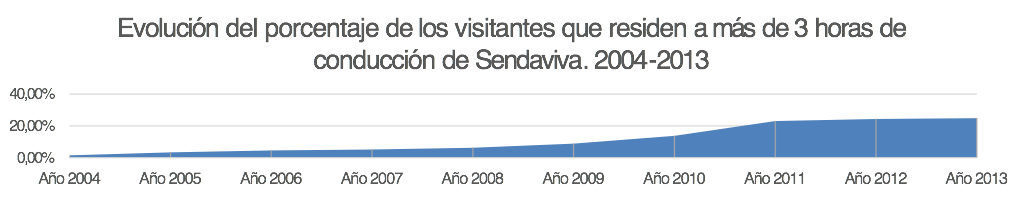 Evolución del porcentaje de los visitantes que residen a más de 3 horas de
conducción de Sendaviva. 2004-2013
40,00%
20,00%
0,00%
Año 2004 Año 2005 Año 2006 Año 2007 Año 2008 Año 2009 Año 2010 Año 2011 Año 2012 Año 2013